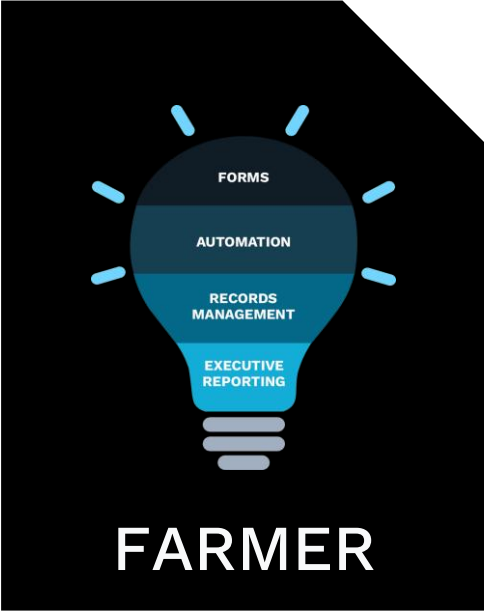 FORMS
AUTOMATION
RECORDS
MANAGEMENT
EXECUTIVE
REPORTING
FARMER